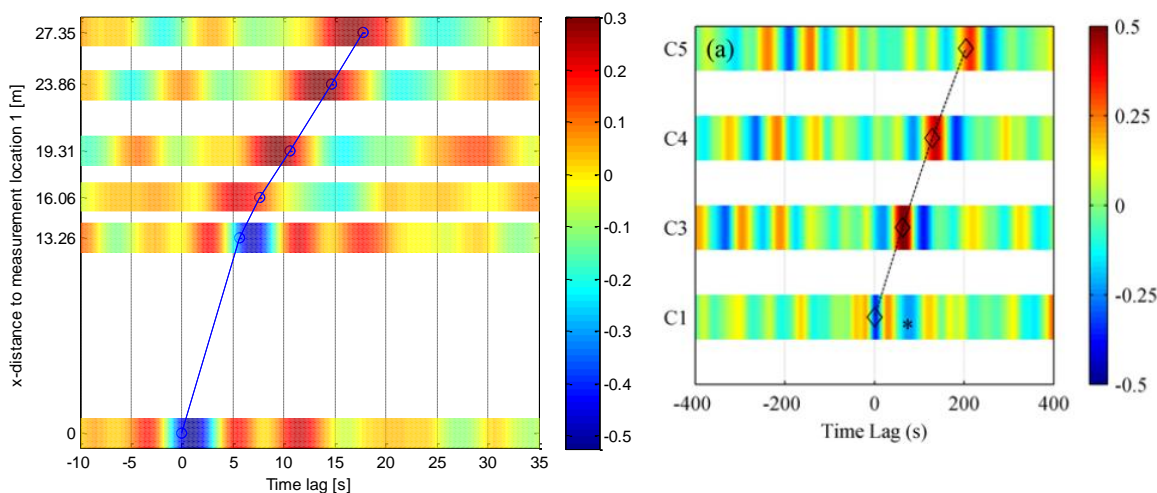 27.35
23.86
19.31
16.06
13.26
0
x-distance to measurement location 1 [m]
-10 -5 0 5 10 15 20 25 30 35
Time lag [s]
0.3
0.2
0.1
0
-0.1
-0.2
-0.3
-0.4
-0.5
(a)
C5
C4
C3
C1
*
-400 -200 0 200 400
Time Lag (s)
0.5
0.25
0
-0.25
-0.5